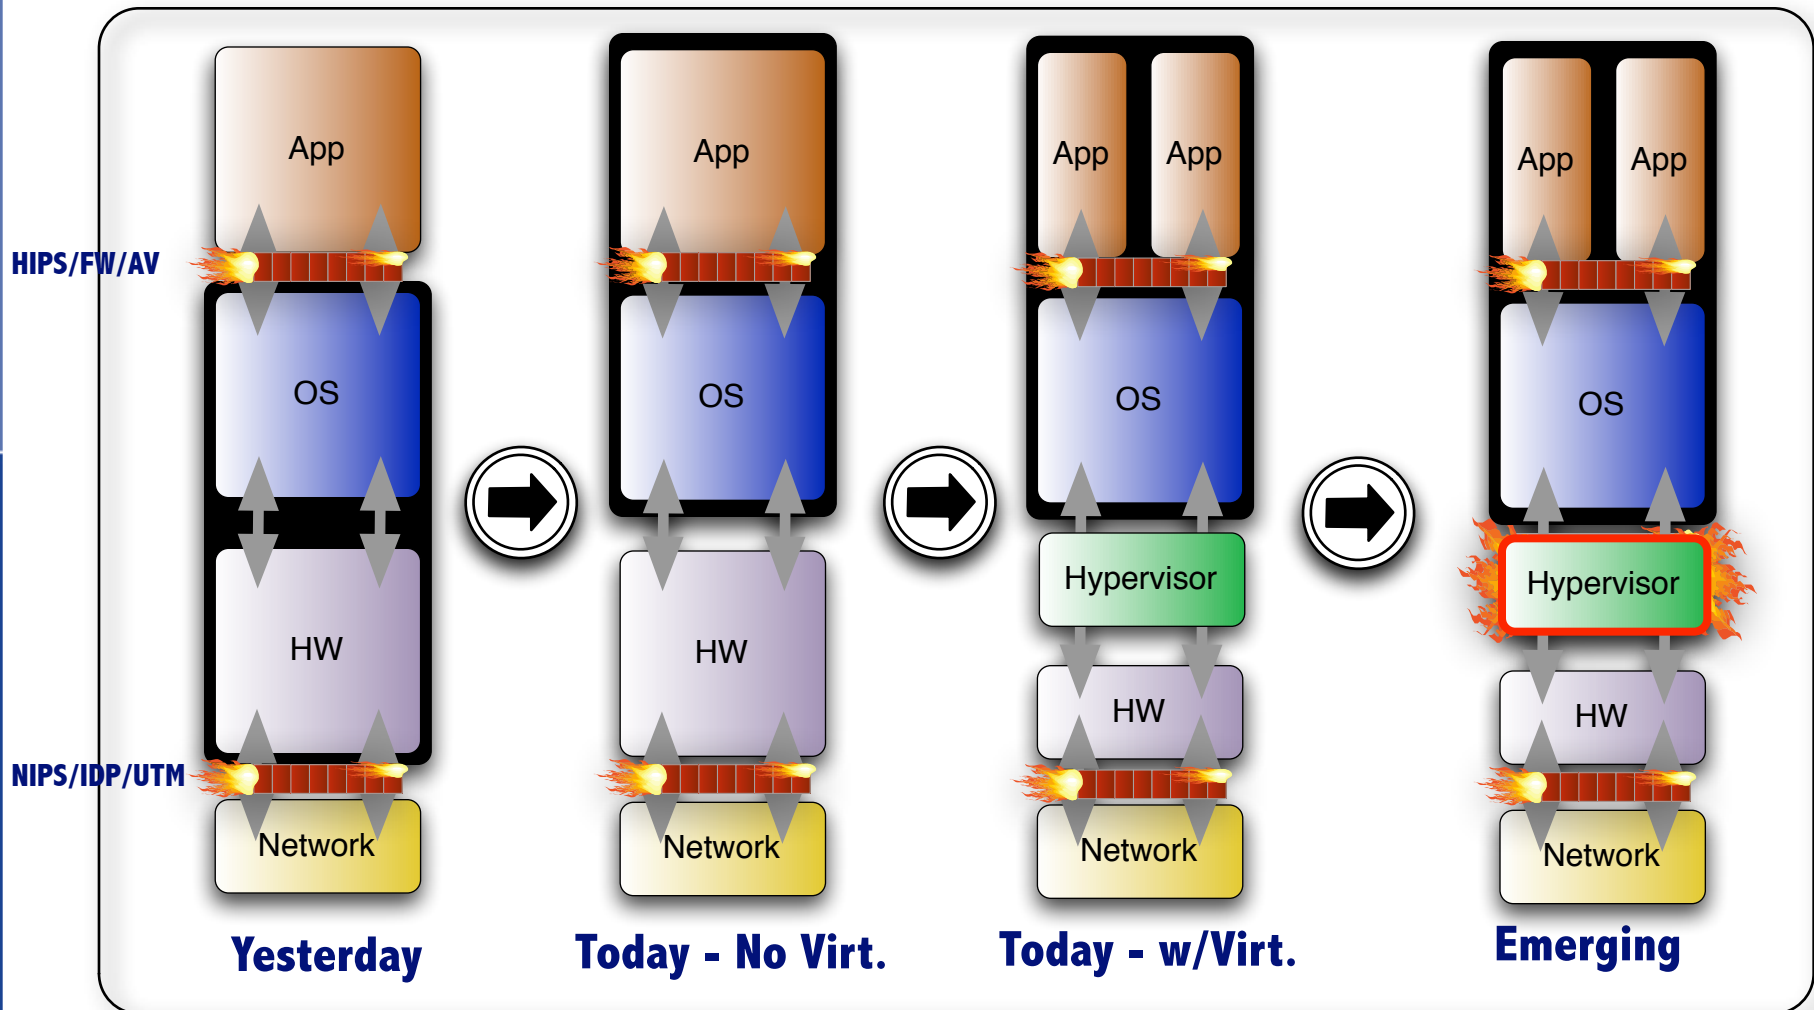 App
App
App
App
App
App
HIPS/FW/AV
OS
OS
OS
OS
Hypervisor
Hypervisor
HW
HW
HW
HW
NIPS/IDP/UTM
Network
Network
Network
Network
Yesterday
Today - No Virt.
Today - w/Virt.
Emerging